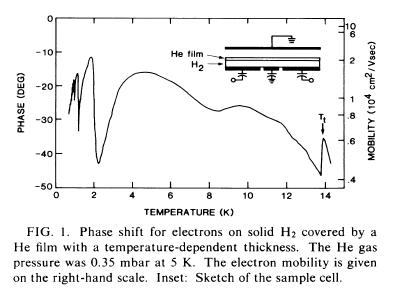 0
-10
-20
-30
-40
-50
PHASE (DEG)
He film
H₂
Tt
10
6
2
1
.8
.6
.4
MOBILITY (10⁴ cm²/Vsec)
0 2 4 6 8 10 12 14
TEMPERATURE (K)
FIG. 1. Phase shift for electrons on solid H₂ covered by a
He film with a temperature-dependent thickness. The He gas
pressure was 0.35 mbar at 5 K. The electron mobility is given
on the right-hand scale. Inset: Sketch of the sample cell.